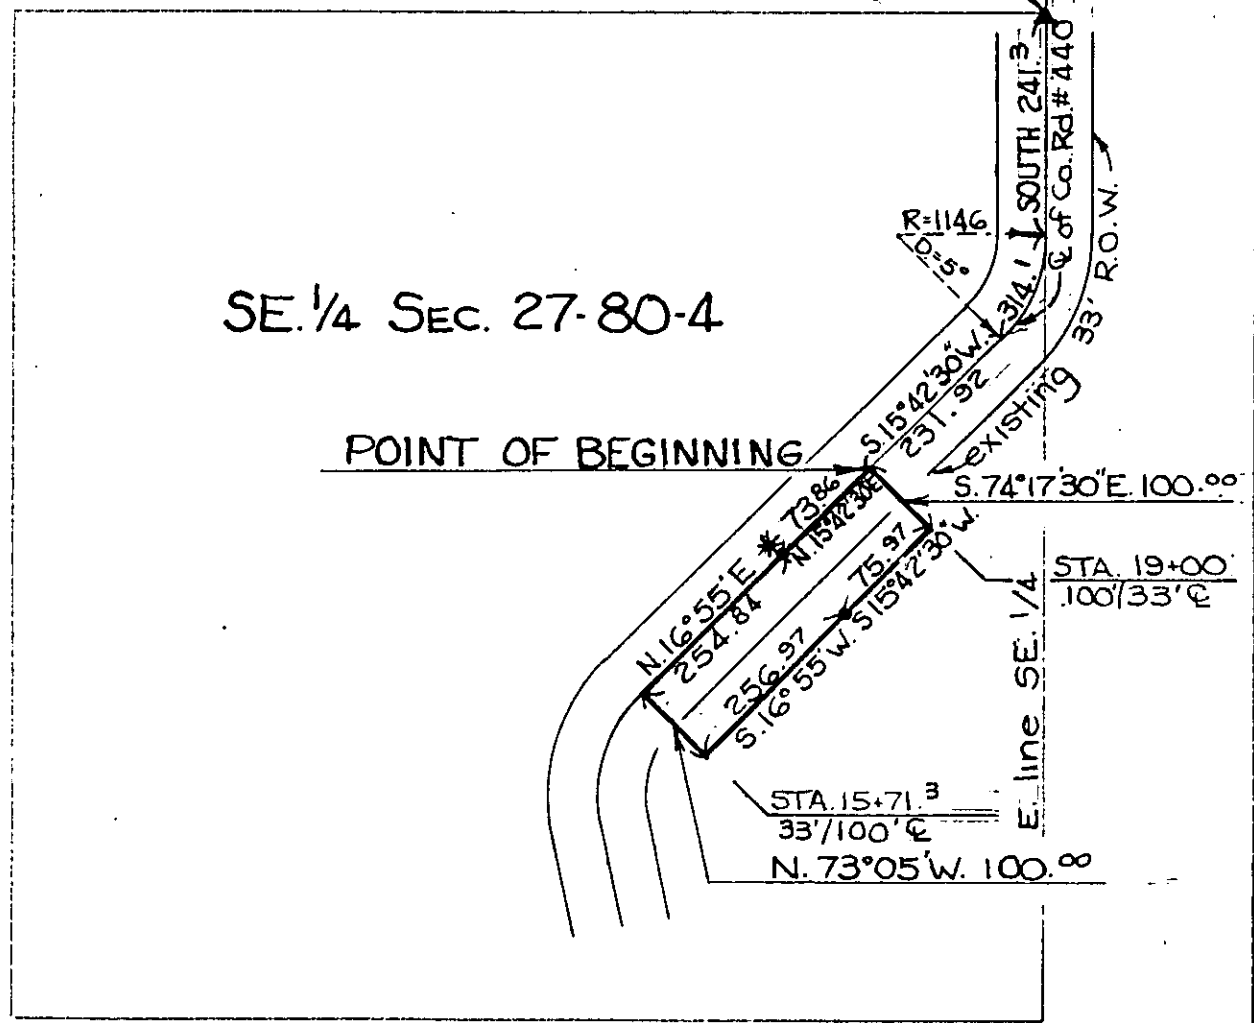 SOUTH 241.3
℄ of Co. Rd. # 440
R=1146
D=5°
314.1
33' R.O.W.
SE. 1/4 SEC. 27-80-4
S.15°42'30"W.
231.92
existing
POINT OF BEGINNING
S.74°17'30"E. 100.00
73.86
N.15°42'30E
N.16°55'E
254.84
75.97
S15°42'30"W.
STA. 19+00
100'/33' ℄
256.97
S.16°55'W.
E. line SE. 1/4
STA. 15+71.3
33'/100' ℄
N. 73°05'W. 100.00